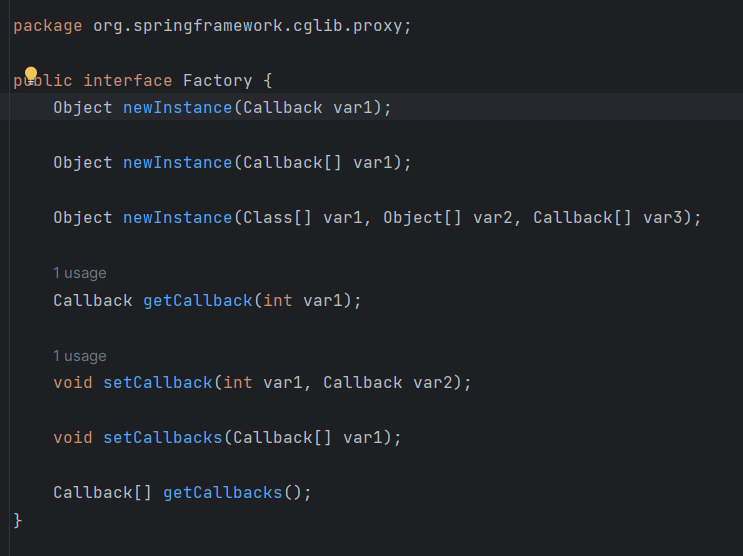 package org.springframework.cglib.proxy;
public interface Factory {
Object newInstance(Callback var1);
Object newInstance(Callback[] var1);
Object newInstance(Class[] var1, Object[] var2, Callback[] var3);
1 usage
Callback getCallback(int var1);
1 usage
void setCallback(int var1, Callback var2);
void setCallbacks(Callback[] var1);
Callback[] getCallbacks();
}